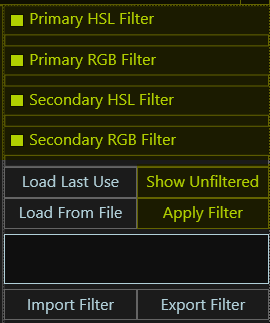 Primary HSL Filter
Primary RGB Filter
Secondary HSL Filter
Secondary RGB Filter
Load Last Use Show Unfiltered
Load From File Apply Filter
Import Filter Export Filter